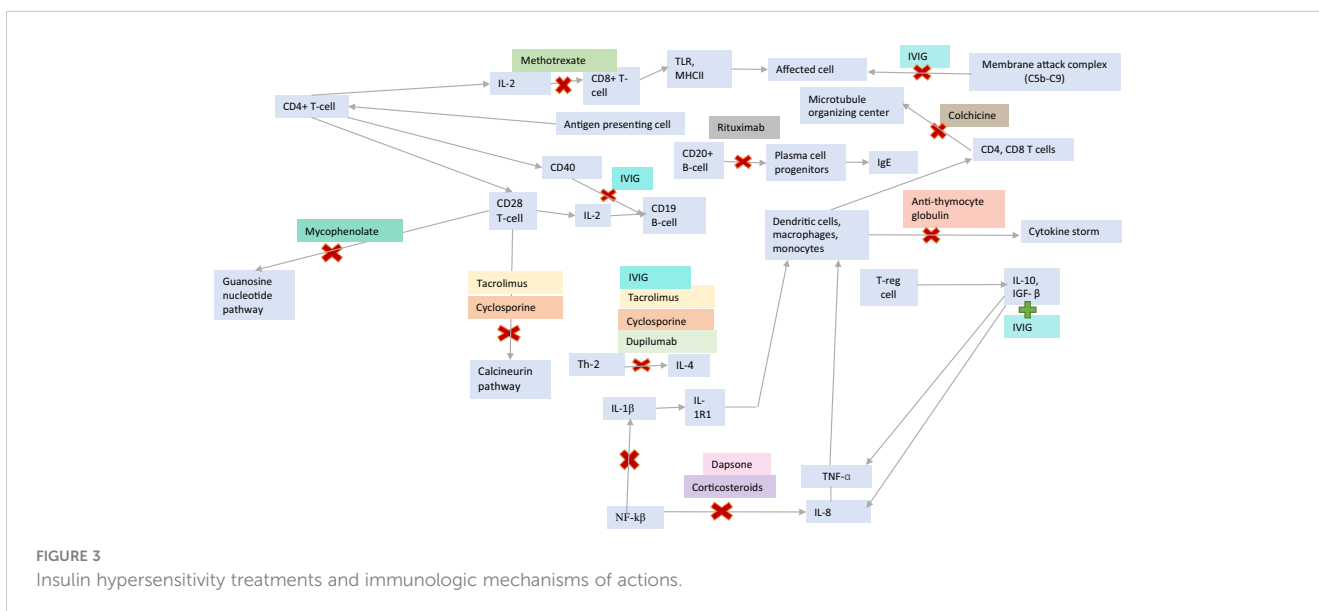 Methotrexate
IL-2
CD8+ T-
cell
TLR,
MHCII
Affected cell
IVIG
Membrane attack complex
(C5b-C9)
CD4+ T-cell
Antigen presenting cell
Microtubule
organizing center
Colchicine
Rituximab
CD20+
B-cell
Plasma cell
progenitors
IgE
CD4, CD8 T cells
CD40
IVIG
CD28
T-cell
IL-2
CD19
B-cell
Mycophenolate
Guanosine
nucleotide
pathway
Dendritic cells,
macrophages,
monocytes
Anti-thymocyte
globulin
Cytokine storm
Tacrolimus
Cyclosporine
Calcineurin
pathway
IVIG
Tacrolimus
Cyclosporine
Dupilumab
Th-2
IL-4
T-reg
cell
IL-10,
IGF- β
IVIG
IL-1β
IL-
1R1
Dapsone
Corticosteroids
TNF-α
NF-kβ
IL-8
FIGURE 3
Insulin hypersensitivity treatments and immunologic mechanisms of actions.